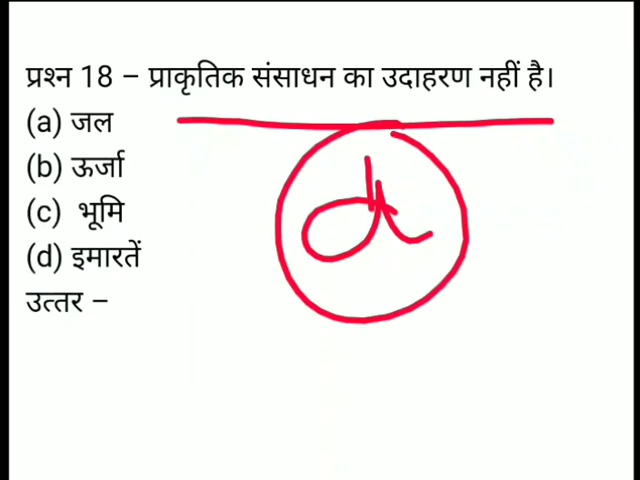 प्रश्न 18 – प्राकृतिक संसाधन का उदाहरण नहीं है।
(a) जल
(b) ऊर्जा
(c) भूमि
(d) इमारतें
उत्तर –
d